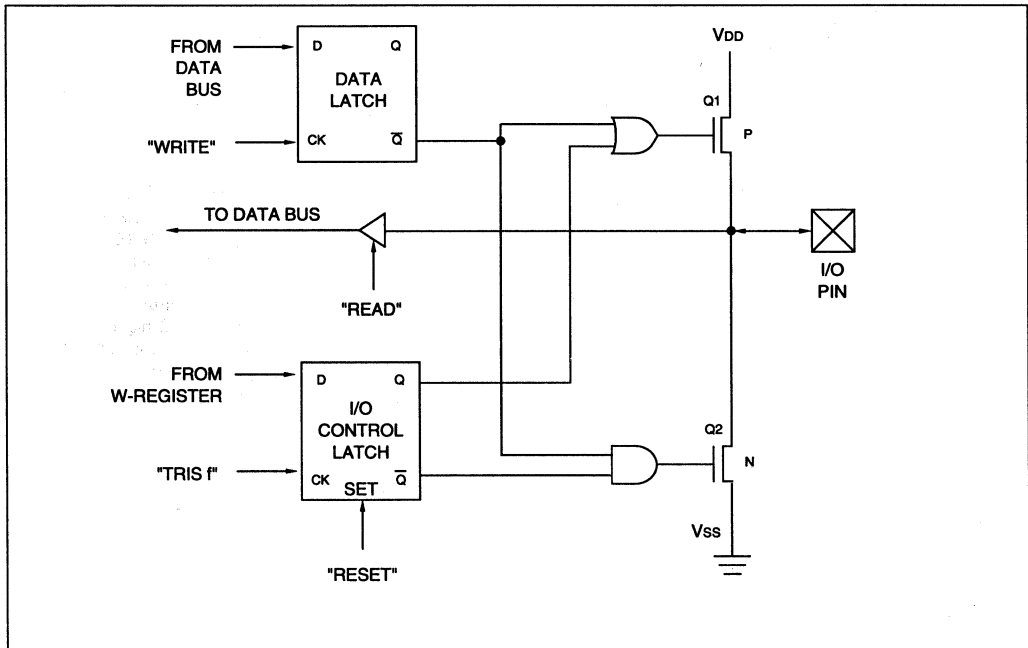 FROM
DATA
BUS
D
Q
DATA
LATCH
"WRITE"
CK
Q̅
VDD
Q1
P
TO DATA BUS
"READ"
I/O
PIN
FROM
W-REGISTER
D
Q
I/O
CONTROL
LATCH
"TRIS f"
CK
SET
Q̅
"RESET"
Q2
N
VSS